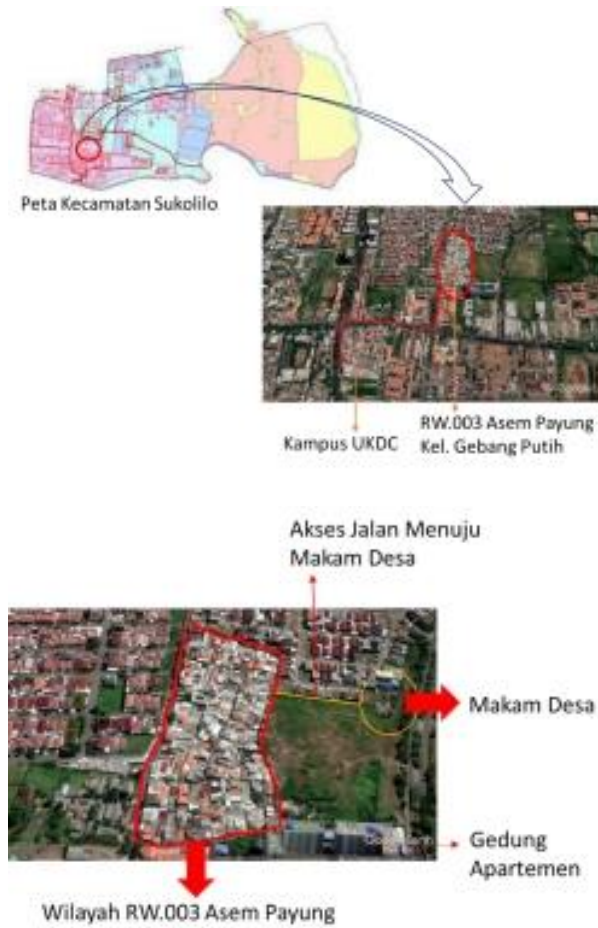 Peta Kecamatan Sukolilo
Kampus UKDC
RW.003 Asem Payung
Kel. Gebang Putih
Akses Jalan Menuju
Makam Desa
Makam Desa
Gedung
Apartemen
Wilayah RW.003 Asem Payung